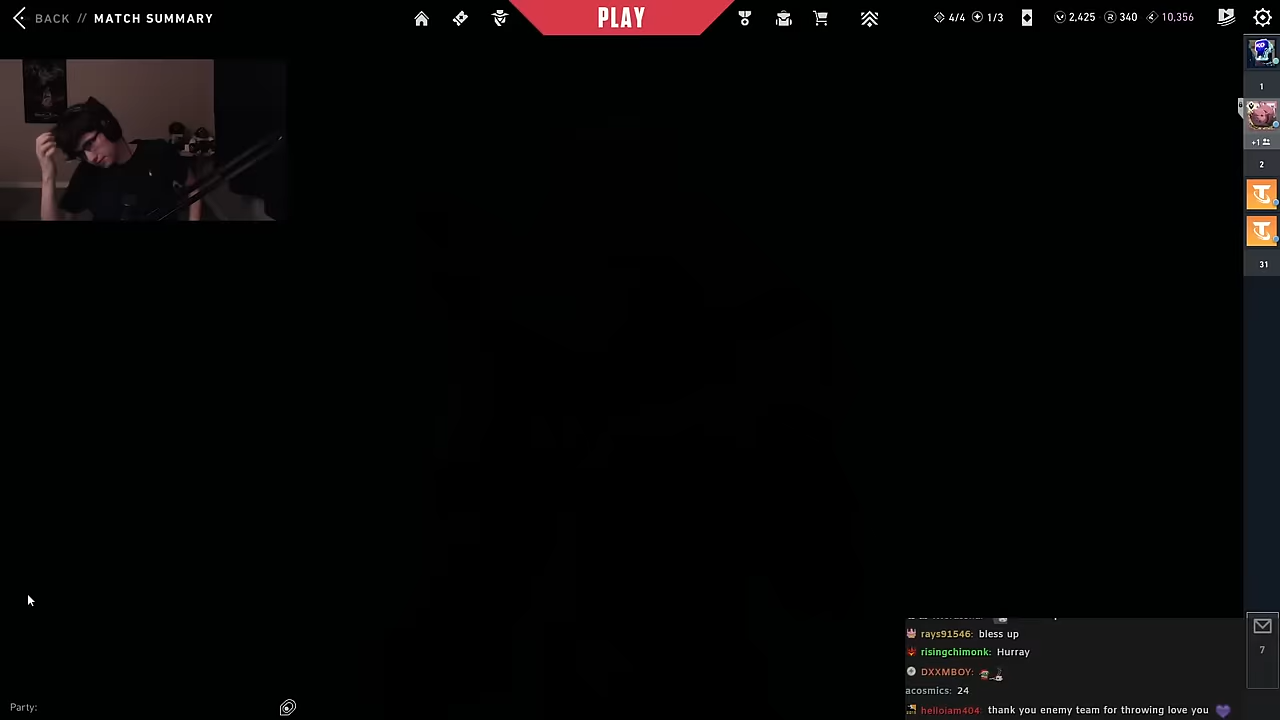 BACK // MATCH SUMMARY
PLAY
4/4
1/3
2,425
340
10,356
1
+1
2
31
rays91546: bless up
risingchimonk: Hurray
DXXMBOY:
acosmics: 24
helloiam404: thank you enemy team for throwing love you
7
Party: